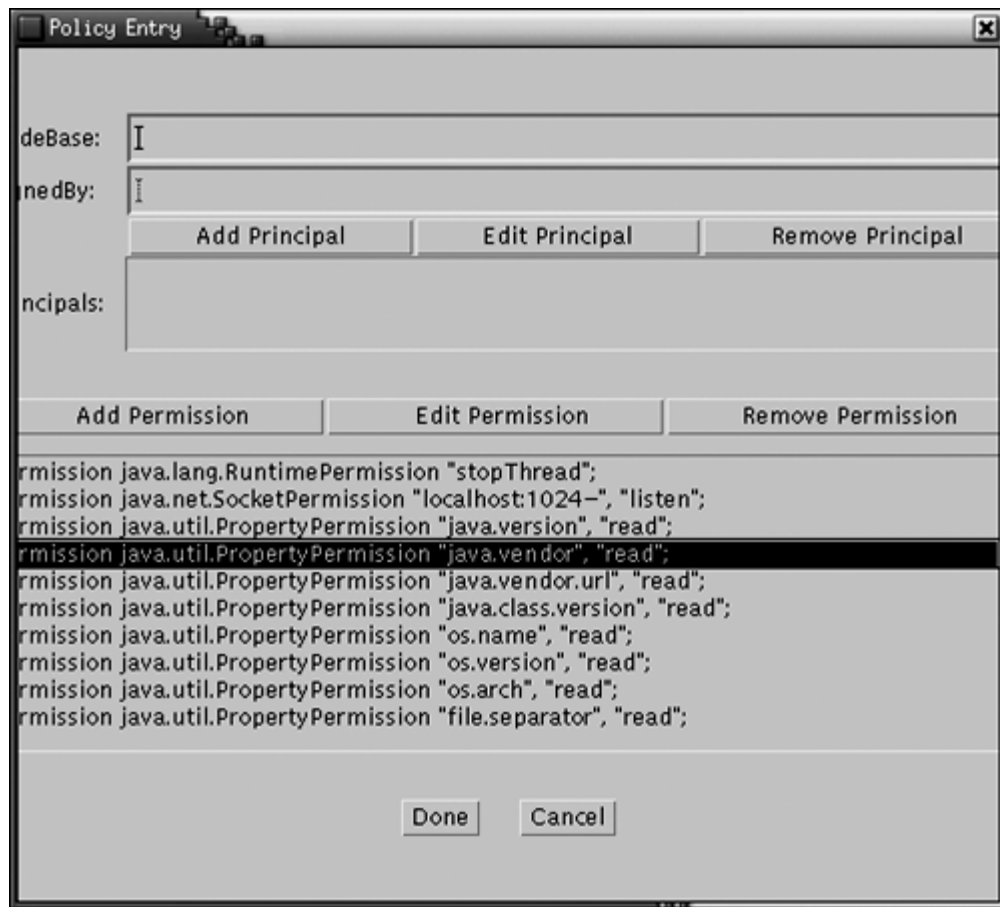 Policy Entry
deBase:
nedBy:
Add Principal Edit Principal Remove Principal
ncipals:
Add Permission Edit Permission Remove Permission
rmission java.lang.RuntimePermission "stopThread";
rmission java.net.SocketPermission "localhost:1024–", "listen";
rmission java.util.PropertyPermission "java.version", "read";
rmission java.util.PropertyPermission "java.vendor", "read";
rmission java.util.PropertyPermission "java.vendor.url", "read";
rmission java.util.PropertyPermission "java.class.version", "read";
rmission java.util.PropertyPermission "os.name", "read";
rmission java.util.PropertyPermission "os.version", "read";
rmission java.util.PropertyPermission "os.arch", "read";
rmission java.util.PropertyPermission "file.separator", "read";
Done Cancel